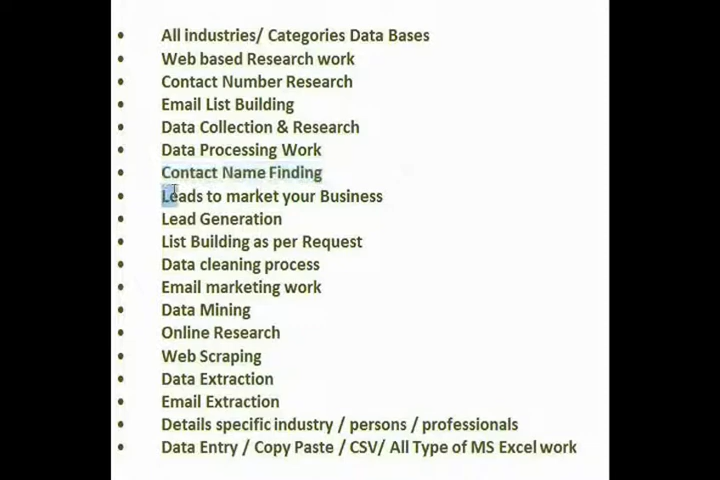 • All industries/ Categories Data Bases
• Web based Research work
• Contact Number Research
• Email List Building
• Data Collection & Research
• Data Processing Work
• Contact Name Finding
• Leads to market your Business
• Lead Generation
• List Building as per Request
• Data cleaning process
• Email marketing work
• Data Mining
• Online Research
• Web Scraping
• Data Extraction
• Email Extraction
• Details specific industry / persons / professionals
• Data Entry / Copy Paste / CSV/ All Type of MS Excel work